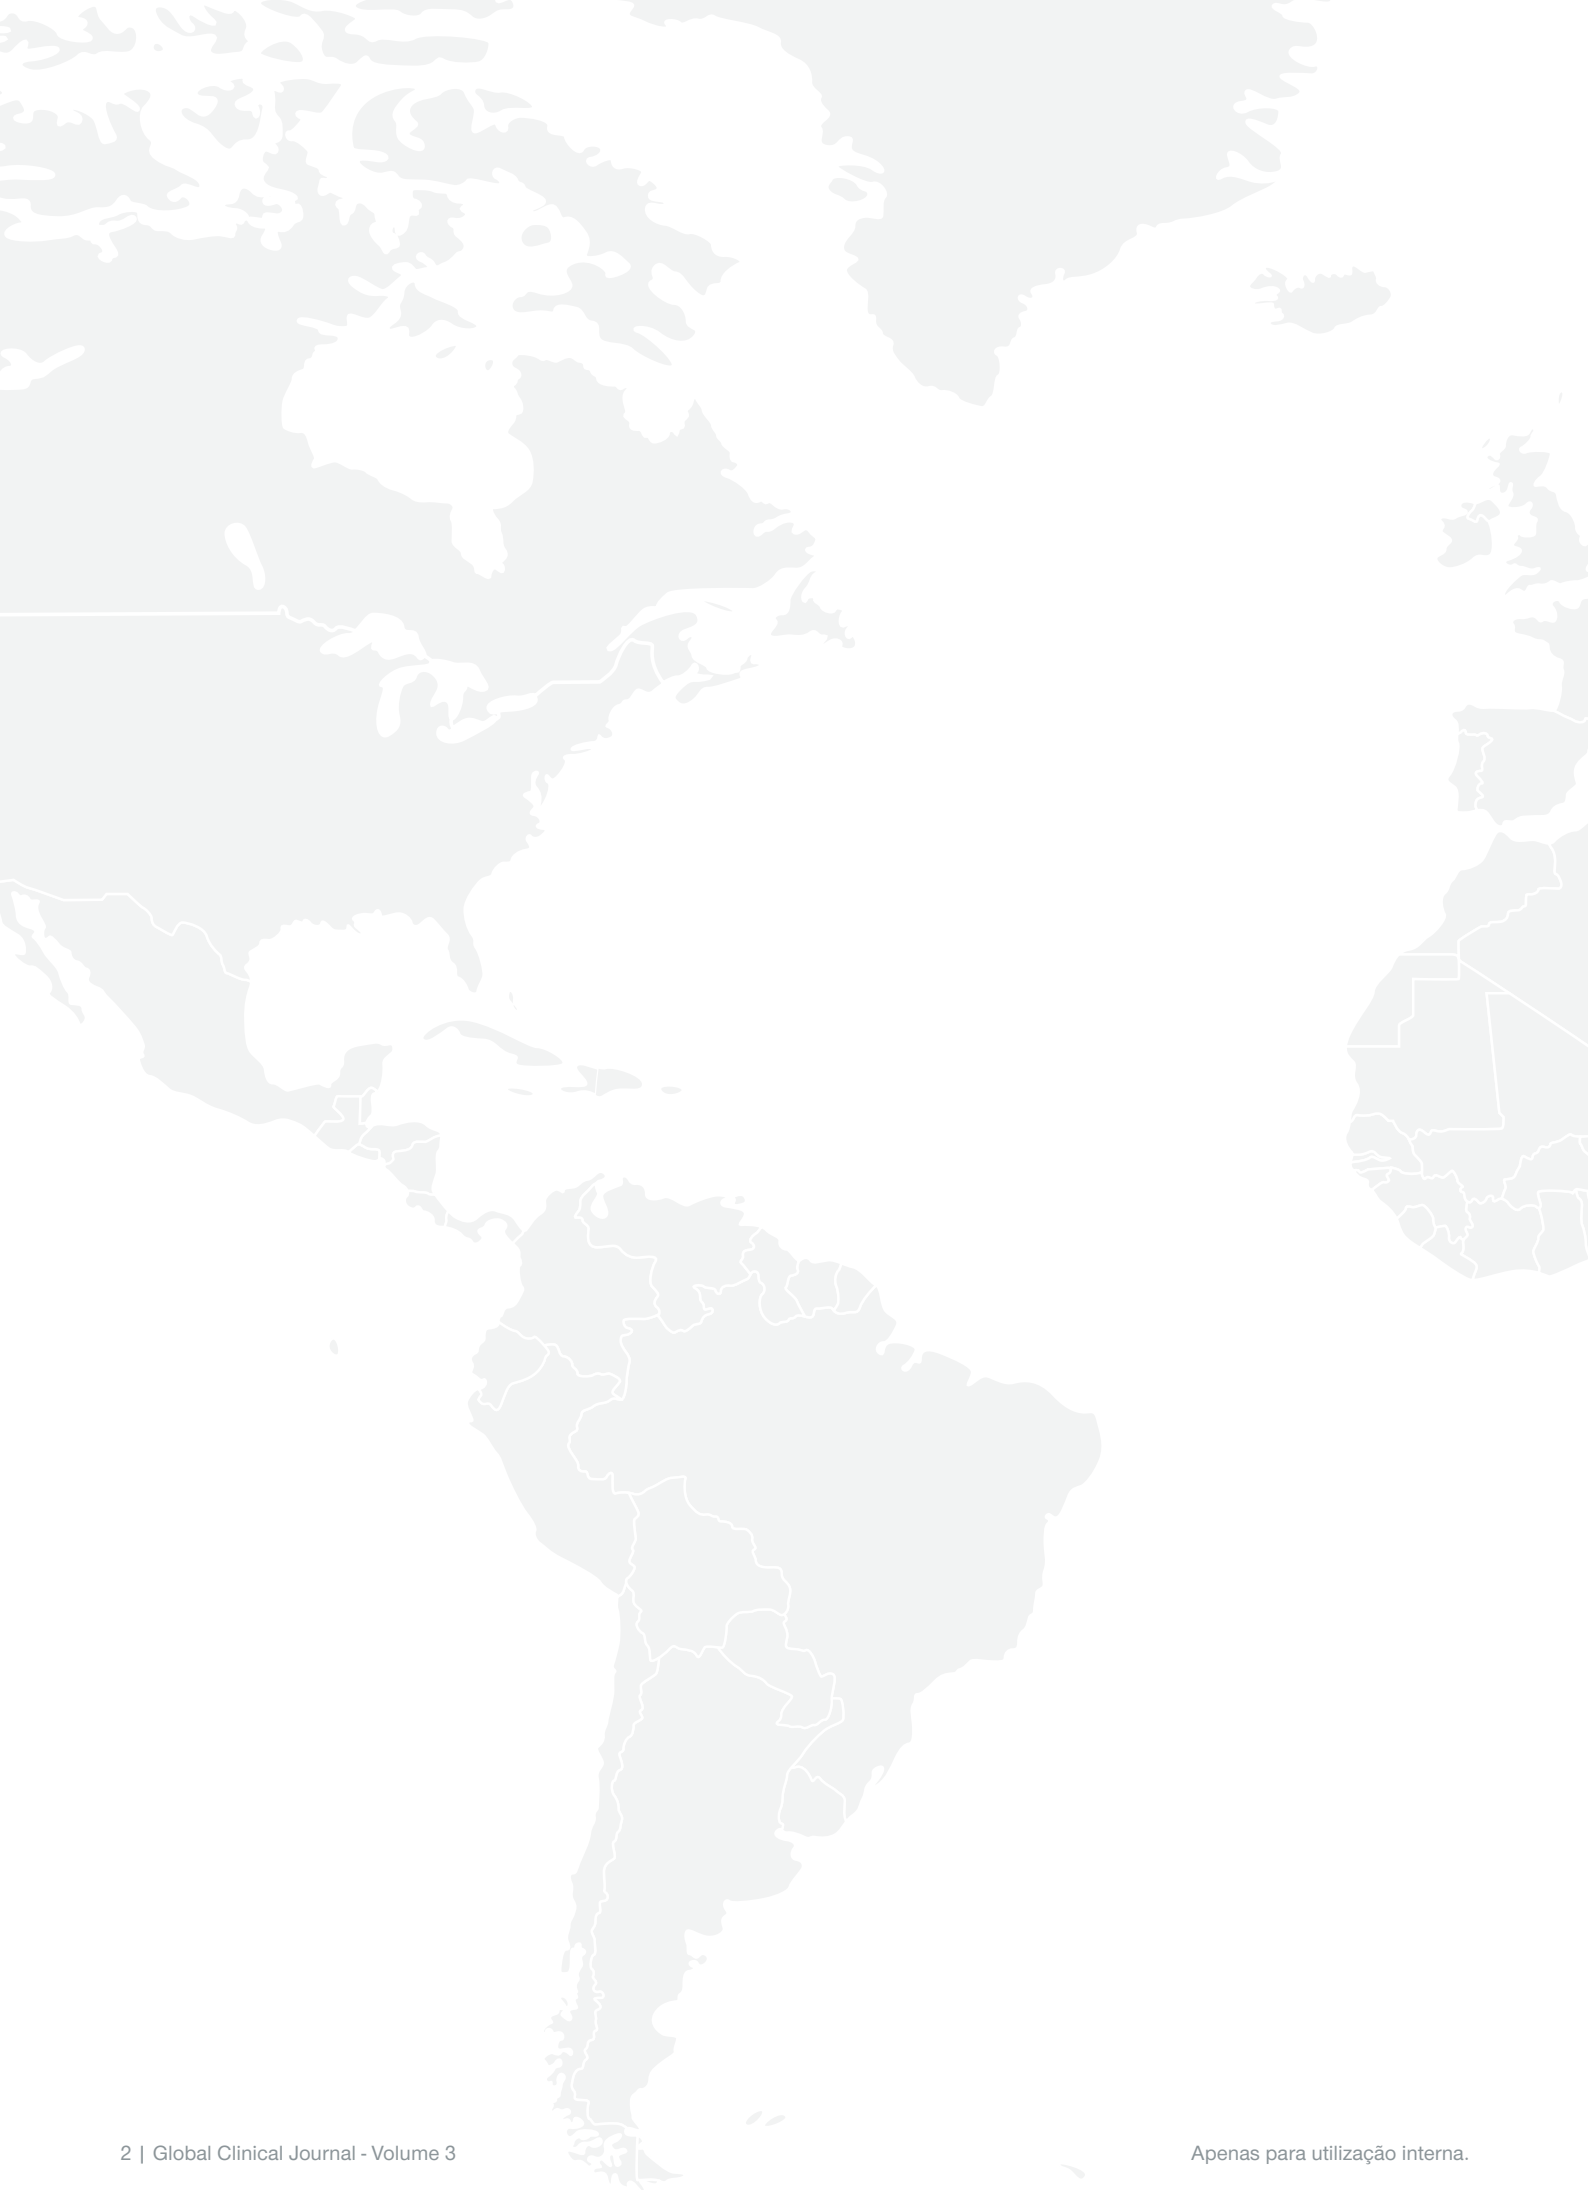 2 | Global Clinical Journal - Volume 3
Apenas para utilização interna.